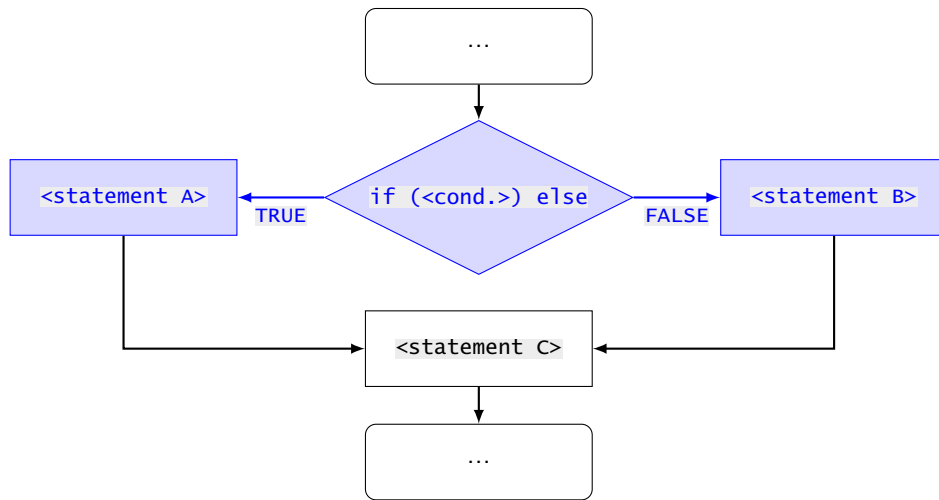 ...
<statement A>
if (<cond.>) else
<statement B>
TRUE
FALSE
<statement C>
...